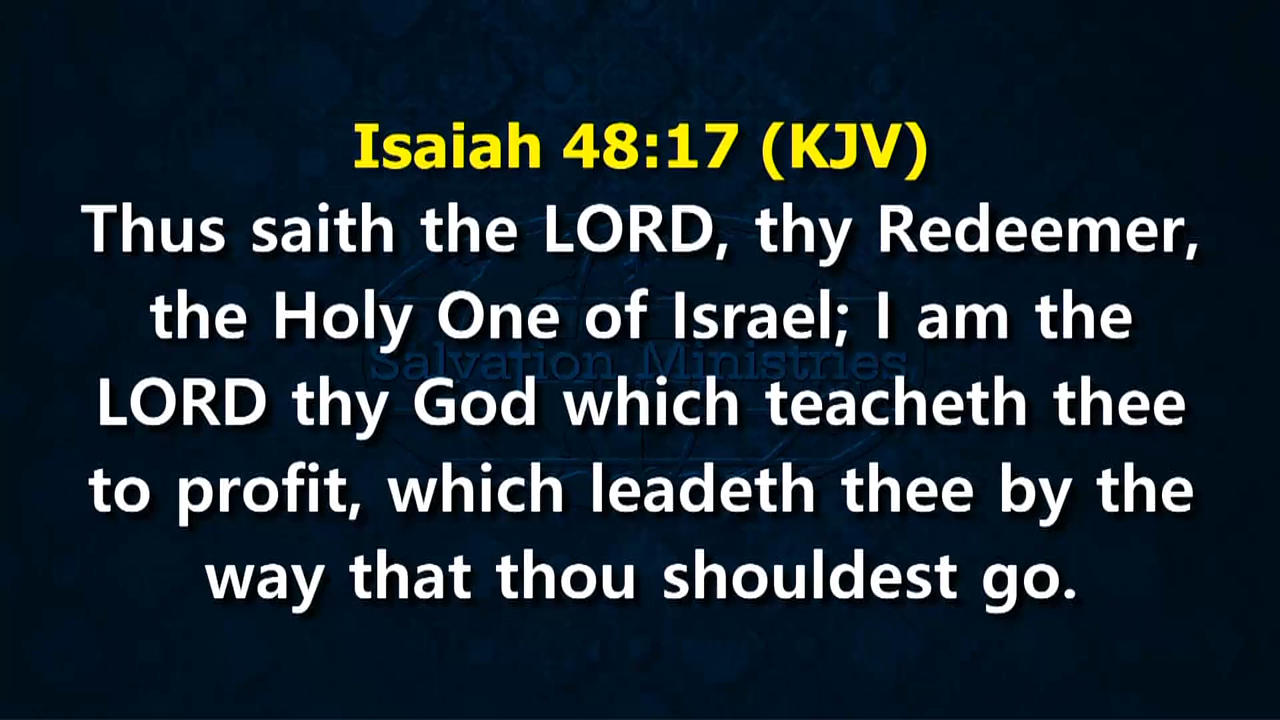 Isaiah 48:17 (KJV)
Thus saith the LORD, thy Redeemer,
the Holy One of Israel; I am the
Salvation Ministries
LORD thy God which teacheth thee
to profit, which leadeth thee by the
way that thou shouldest go.